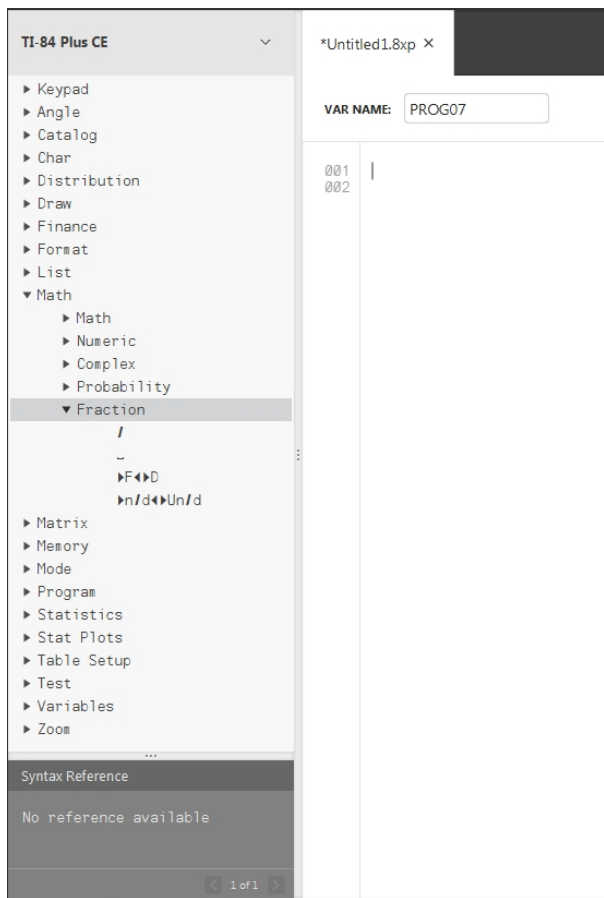 TI-84 Plus CE
Keypad
Angle
Catalog
Char
Distribution
Draw
Finance
Format
List
Math
Math
Numeric
Complex
Probability
Fraction
/
⎵
▶F◀▶D
▶n/d◀▶Un/d
Matrix
Memory
Mode
Program
Statistics
Stat Plots
Table Setup
Test
Variables
Zoom
Syntax Reference
No reference available
1 of 1
*Untitled1.8xp ×
VAR NAME: PROG07
001
002